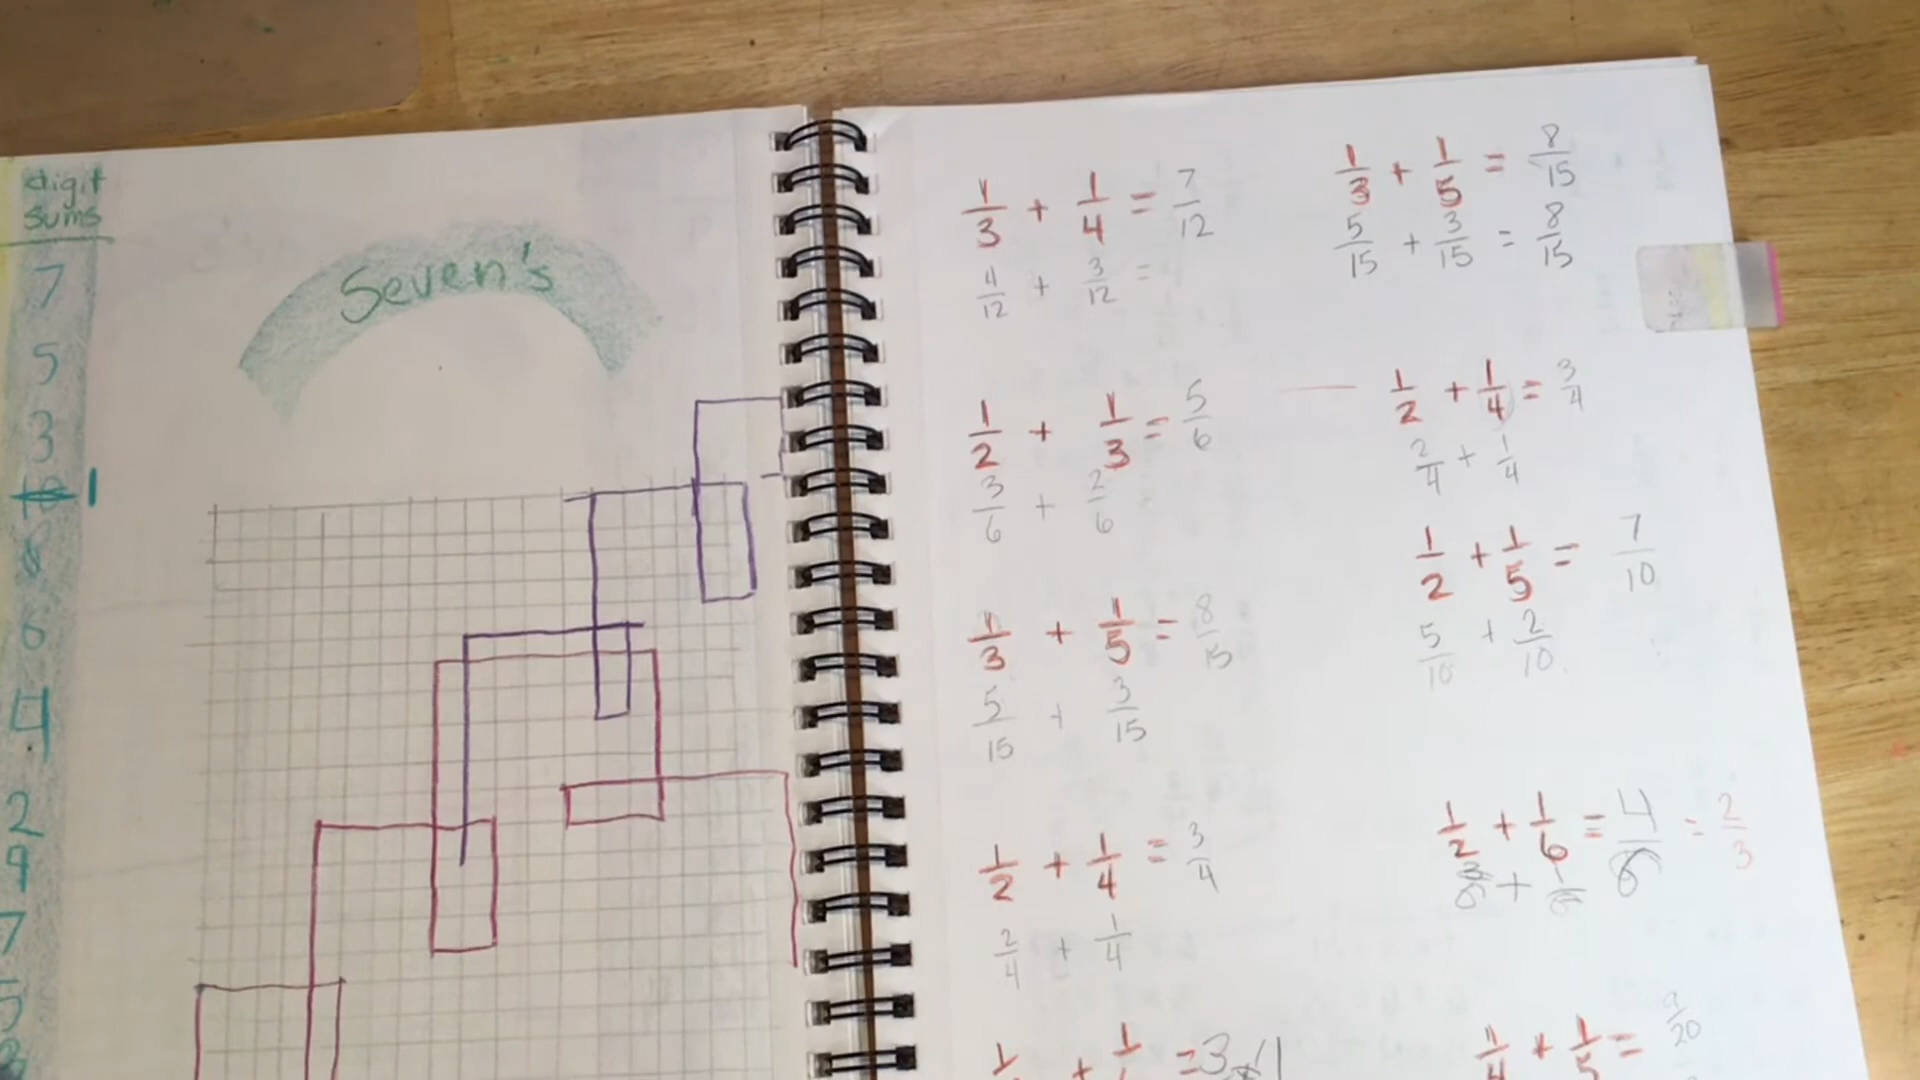 digit
sums
7
5
3
10 1
8
6
4
2
9
7
5
Seven's
1/3 + 1/4 = 7/12
4/12 + 3/12 =
1/2 + 1/3 = 5/6
3/6 + 2/6
1/3 + 1/5 = 8/15
5/15 + 3/15
1/2 + 1/4 = 3/4
2/4 + 1/4
1/3 + 1/5 = 8/15
5/15 + 3/15 = 8/15
1/2 + 1/4 = 3/4
2/4 + 1/4
1/2 + 1/5 = 7/10
5/10 + 2/10
1/2 + 1/6 = 4/6 = 2/3
3/6 + 1/6
1/4 + 1/5 = 9/20